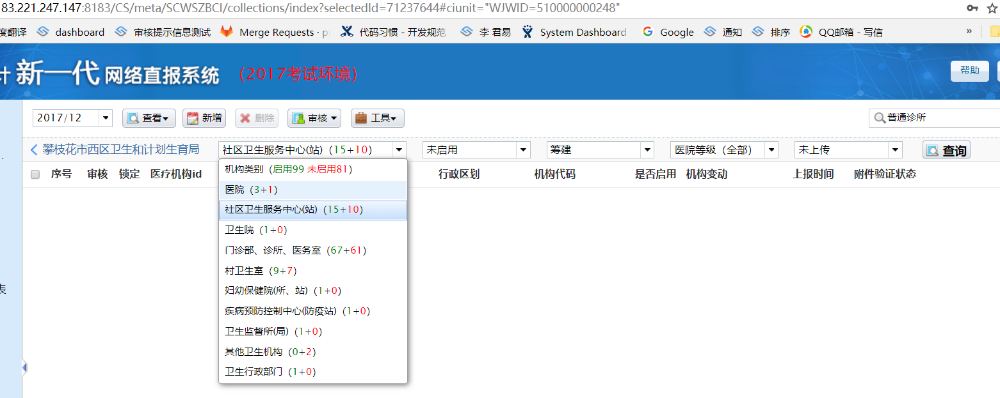 83.221.247.147:8183/CS/meta/SCWSZBCI/collections/index?selectedId=71237644#ciunit="WJWID=510000000248"
度翻译 dashboard 审核提示信息测试 Merge Requests · p 代码习惯 - 开发规范 李 君易 System Dashboard Google 通知 排序 QQ邮箱 - 写信 »
计 新一代 网络直报系统 (2017考试环境) 帮助
2017/12 查看 新增 删除 审核 工具 普通诊所
攀枝花市西区卫生和计划生育局 社区卫生服务中心(站) (15+10) 未启用 筹建 医院等级 (全部) 未上传 查询
序号 审核 锁定 医疗机构id 行政区划 机构代码 是否启用 机构变动 上报时间 附件验证状态
机构类别 (启用99 未启用81)
医院 (3+1)
社区卫生服务中心(站) (15+10)
卫生院 (1+0)
门诊部、诊所、医务室 (67+61)
村卫生室 (9+7)
妇幼保健院(所、站) (1+0)
疾病预防控制中心(防疫站) (1+0)
卫生监督所(局) (1+0)
其他卫生机构 (0+2)
卫生行政部门 (1+0)
表